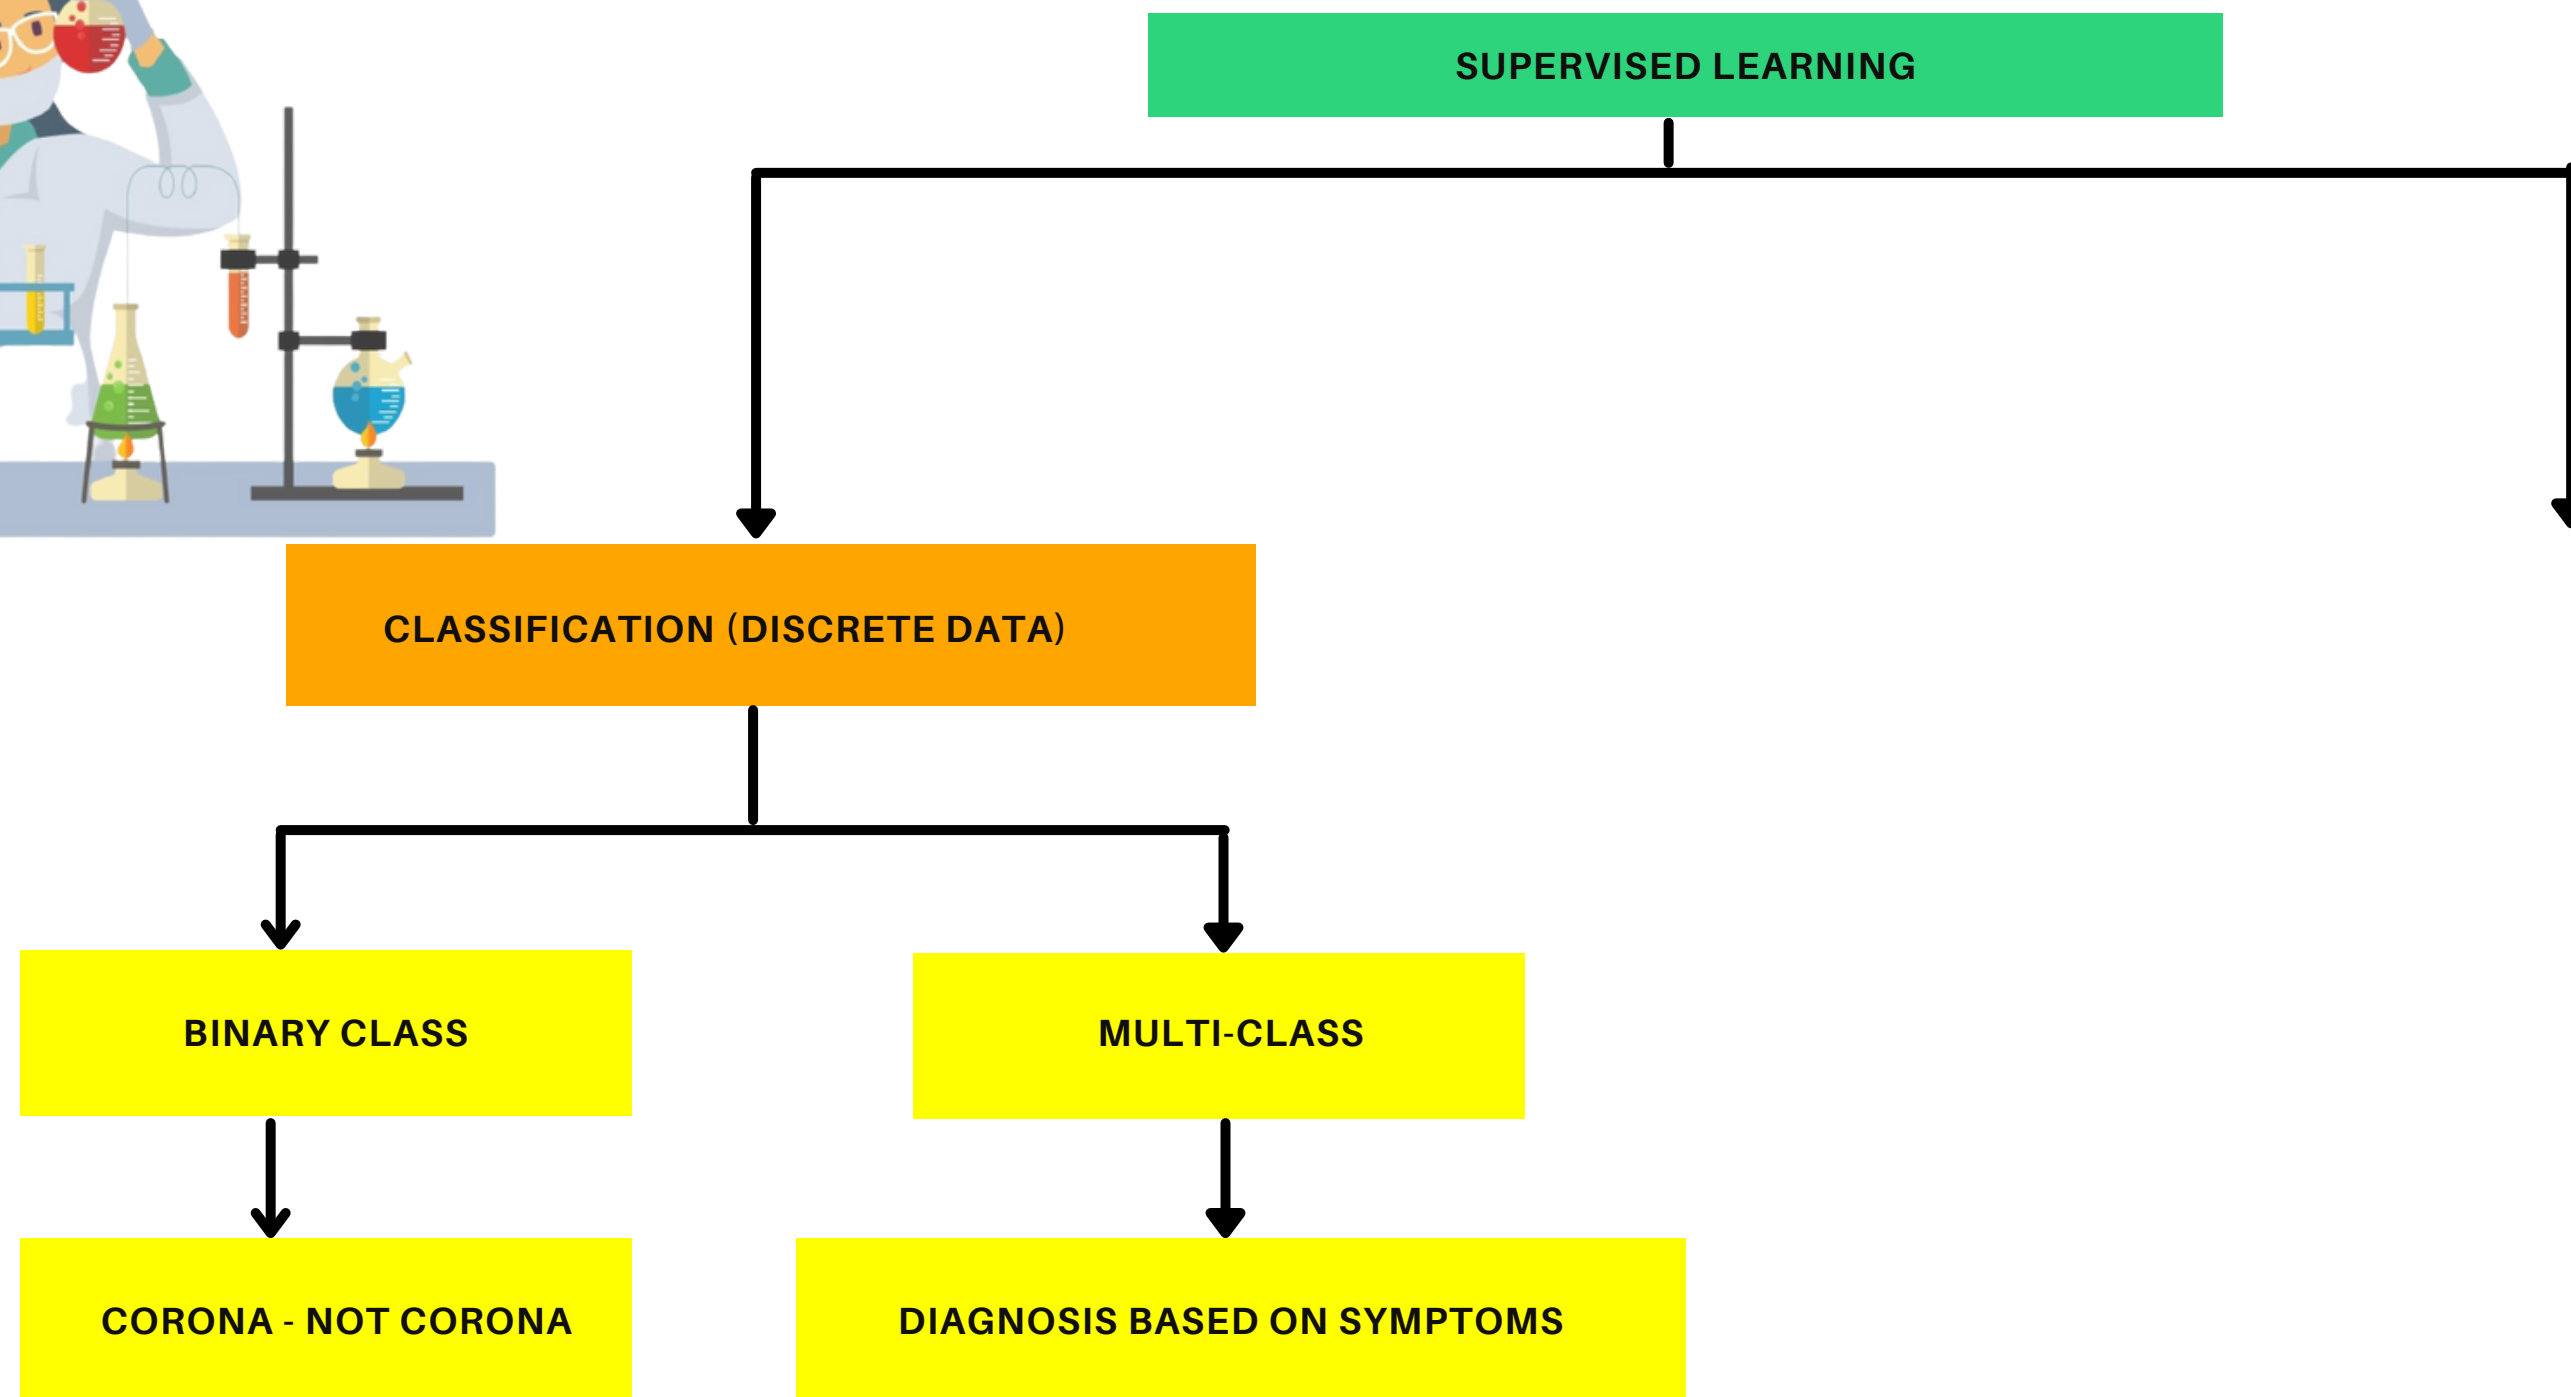 SUPERVISED LEARNING
CLASSIFICATION (DISCRETE DATA)
BINARY CLASS
MULTI-CLASS
CORONA - NOT CORONA
DIAGNOSIS BASED ON SYMPTOMS